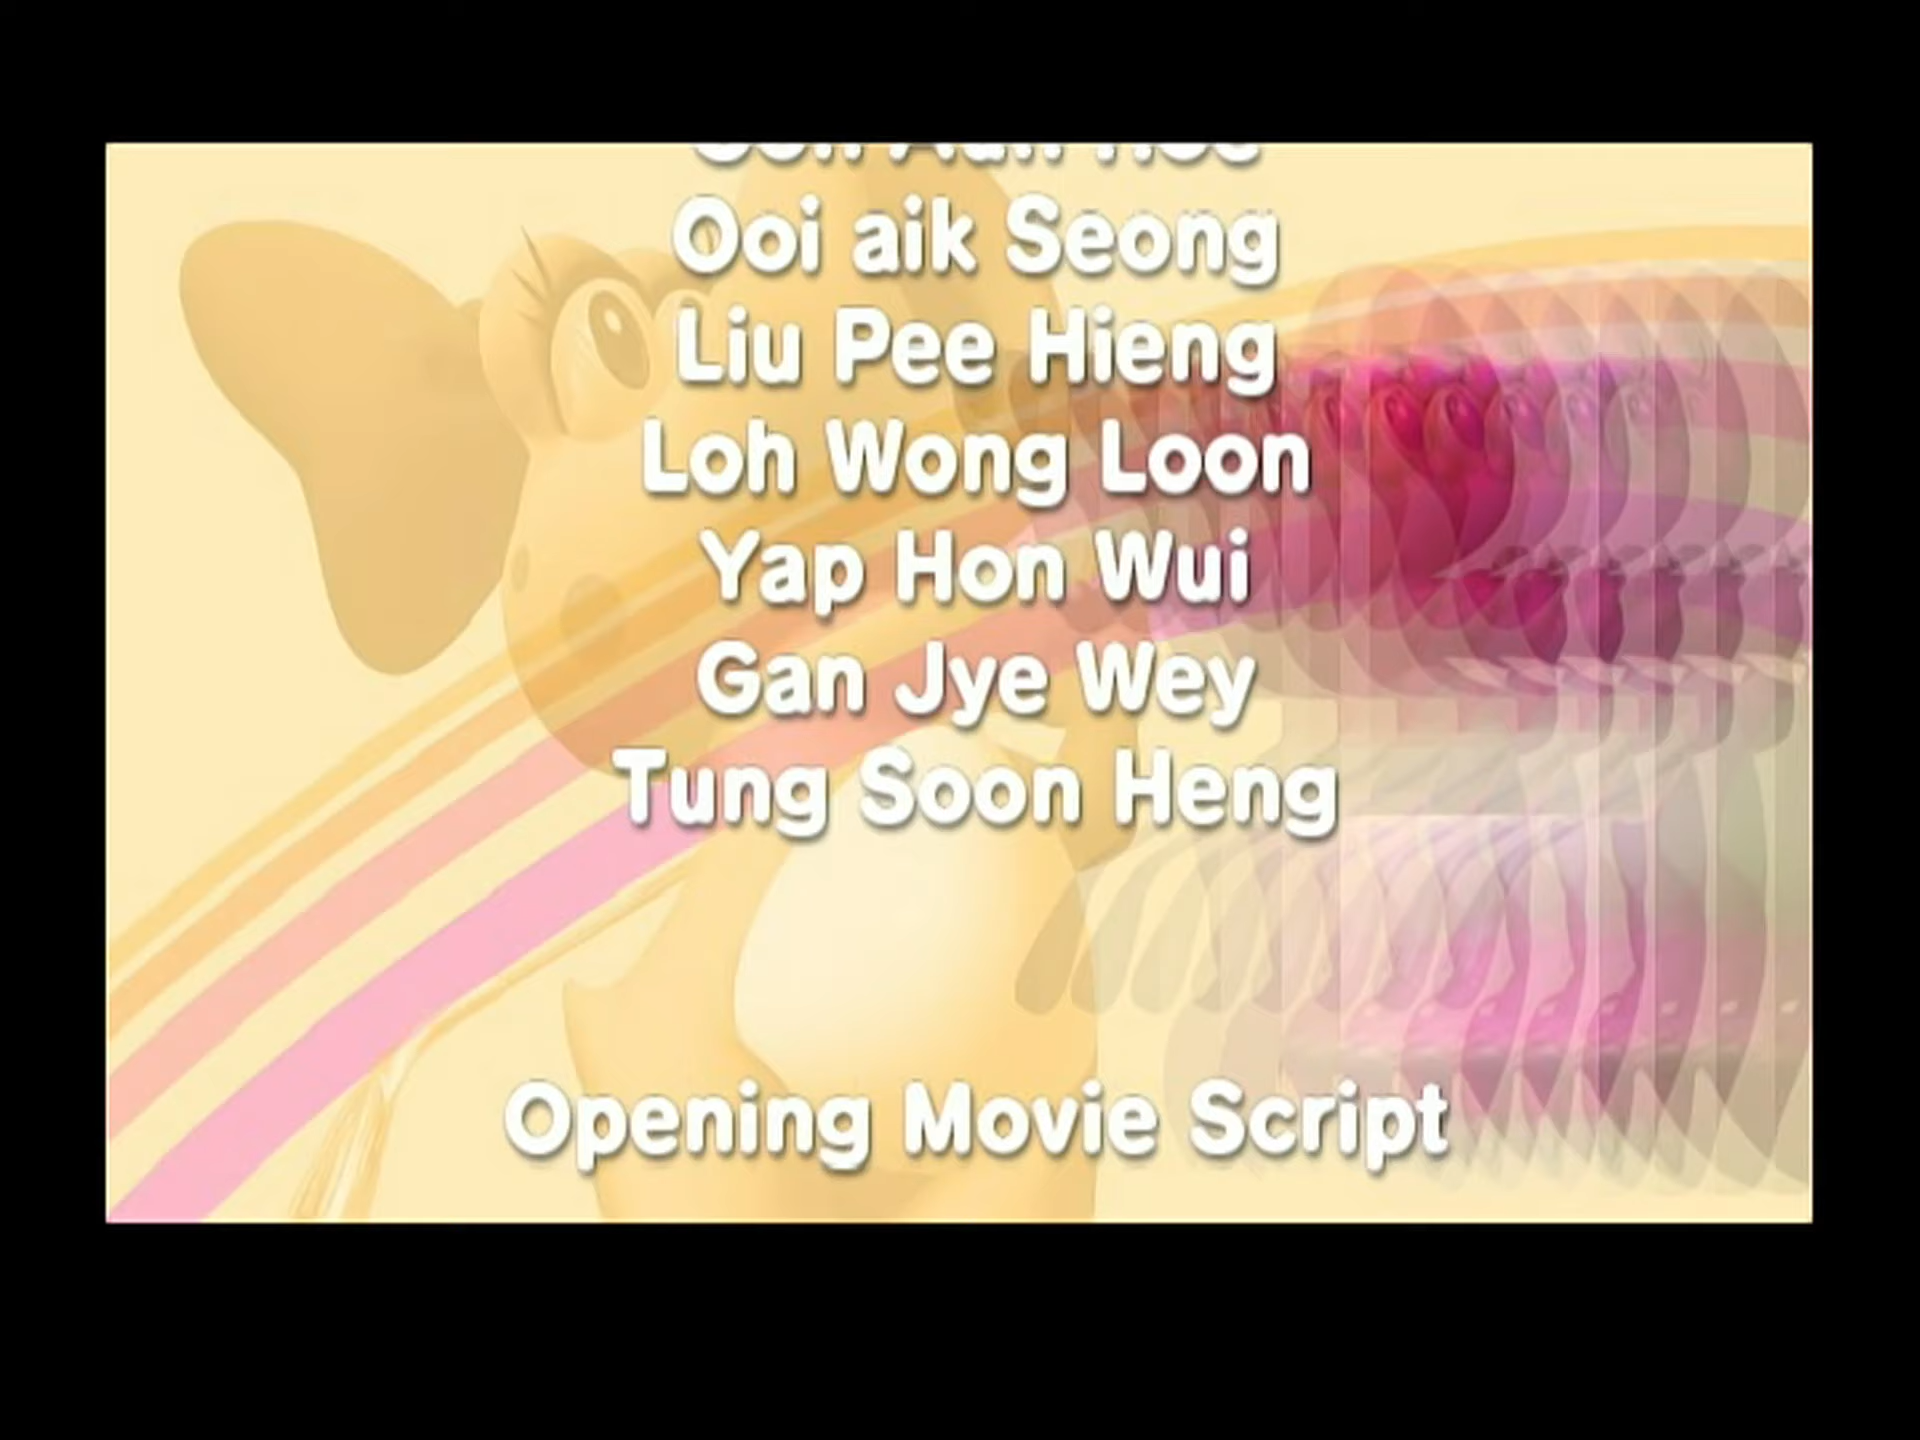 Ooi aik Seong
Liu Pee Hieng
Loh Wong Loon
Yap Hon Wui
Gan Jye Wey
Tung Soon Heng
Opening Movie Script